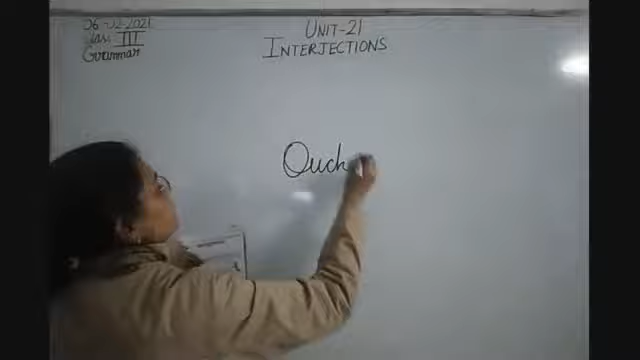 06-02-2021
UNIT-21
Class III
INTERJECTIONS
Grammar
Ouch